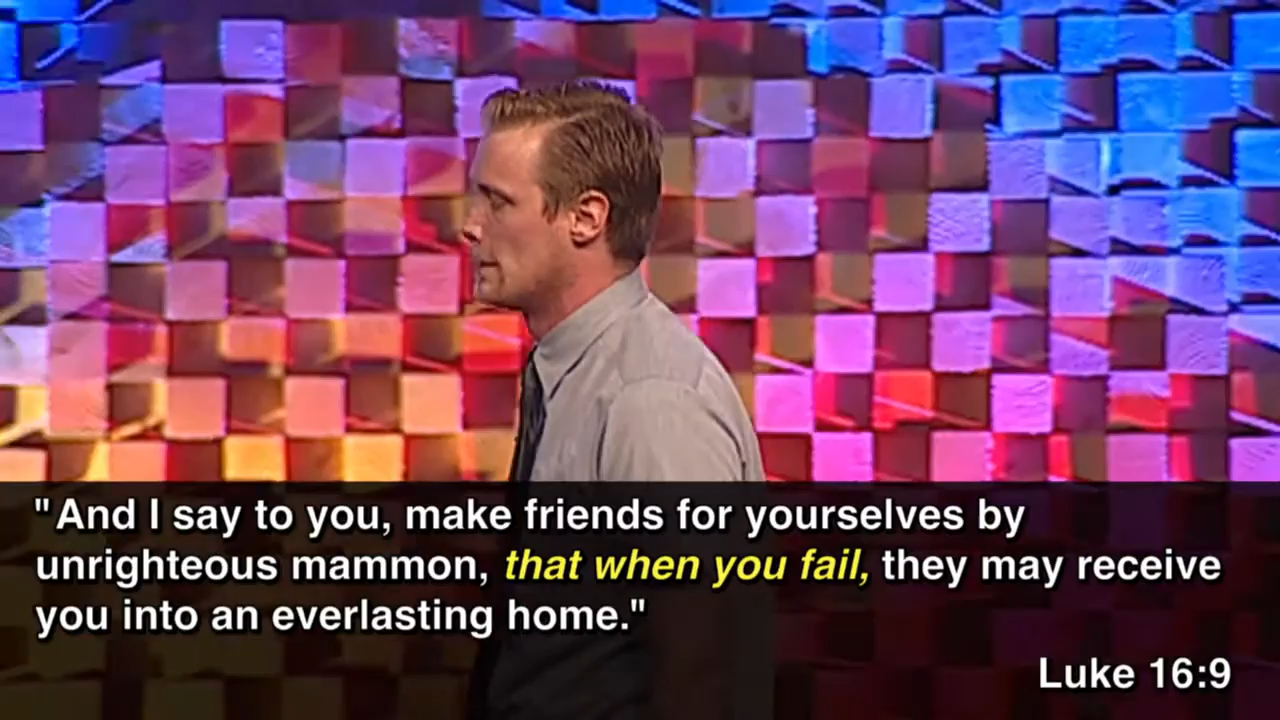 "And I say to you, make friends for yourselves by
unrighteous mammon, that when you fail, they may receive
you into an everlasting home."
Luke 16:9